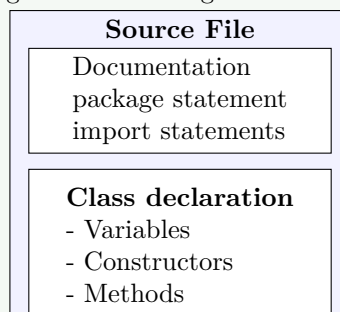 Source File
Documentation
package statement
import statements
Class declaration
- Variables
- Constructors
- Methods